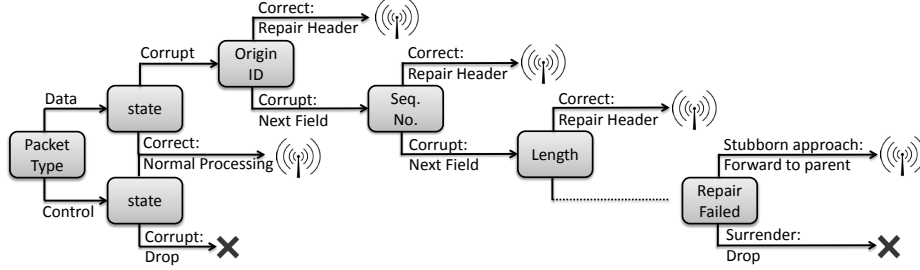 Correct:
Repair Header
Corrupt
Origin
ID
Correct:
Repair Header
Corrupt:
Next Field
Seq.
No.
Data
state
Correct:
Repair Header
Corrupt:
Next Field
Length
Packet
Type
Correct:
Normal Processing
Control
state
Corrupt:
Drop
Stubborn approach:
Forward to parent
Repair
Failed
Surrender:
Drop